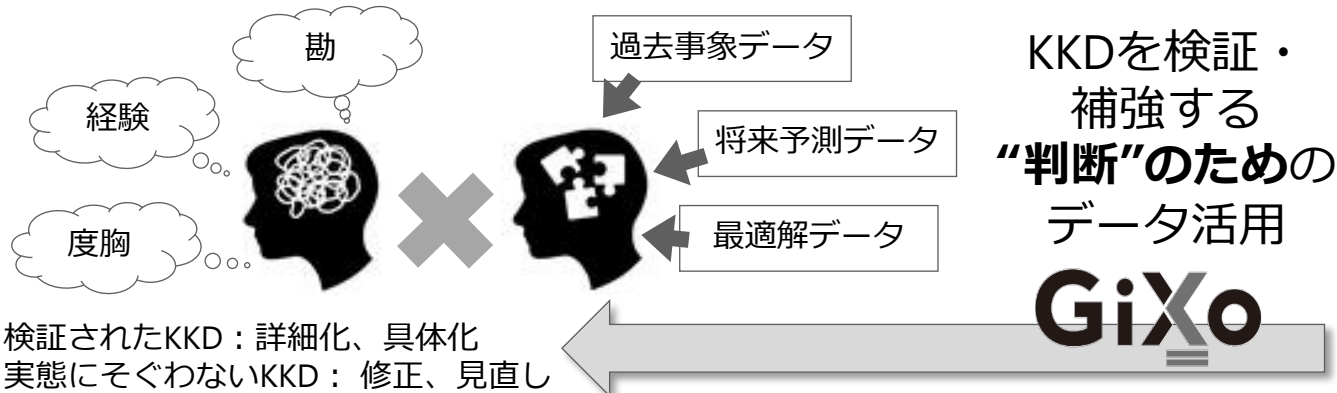 勘
経験
度胸
過去事象データ
将来予測データ
最適解データ
KKDを検証・
補強する
“判断”のための
データ活用
GiXo
検証されたKKD：詳細化、具体化
実態にそぐわないKKD： 修正、見直し